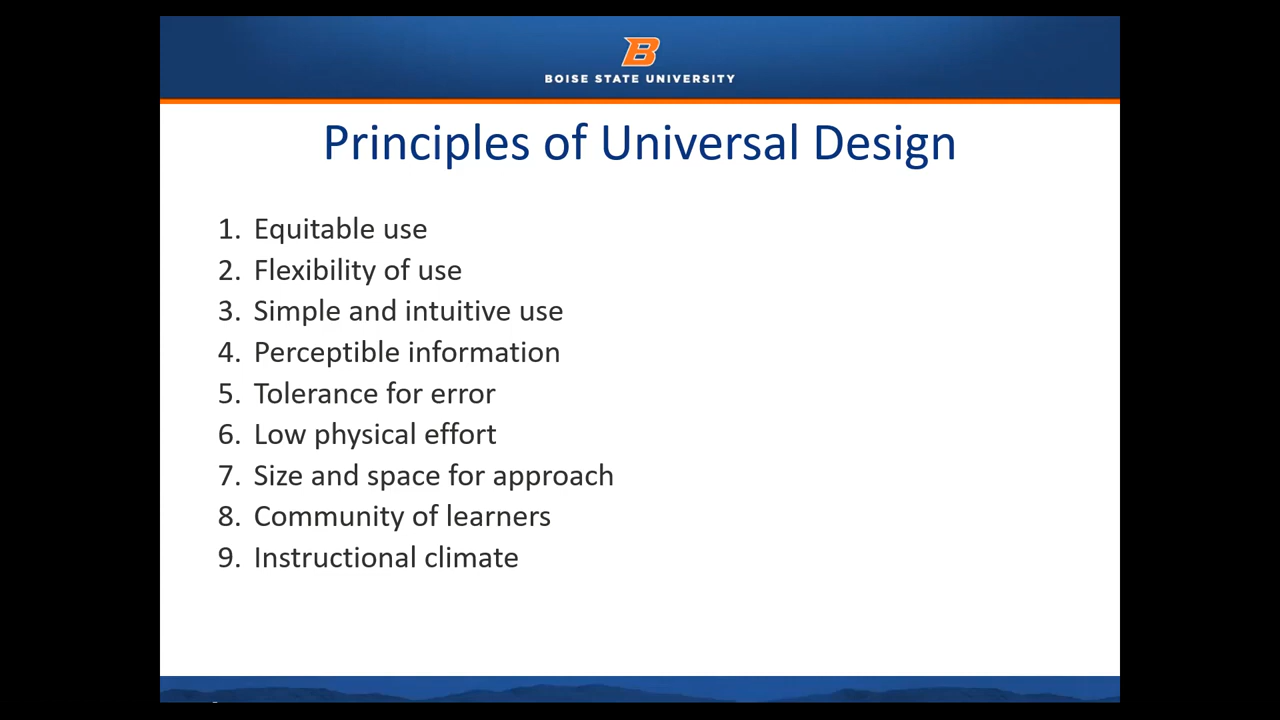 B
BOISE STATE UNIVERSITY
Principles of Universal Design
1. Equitable use
2. Flexibility of use
3. Simple and intuitive use
4. Perceptible information
5. Tolerance for error
6. Low physical effort
7. Size and space for approach
8. Community of learners
9. Instructional climate